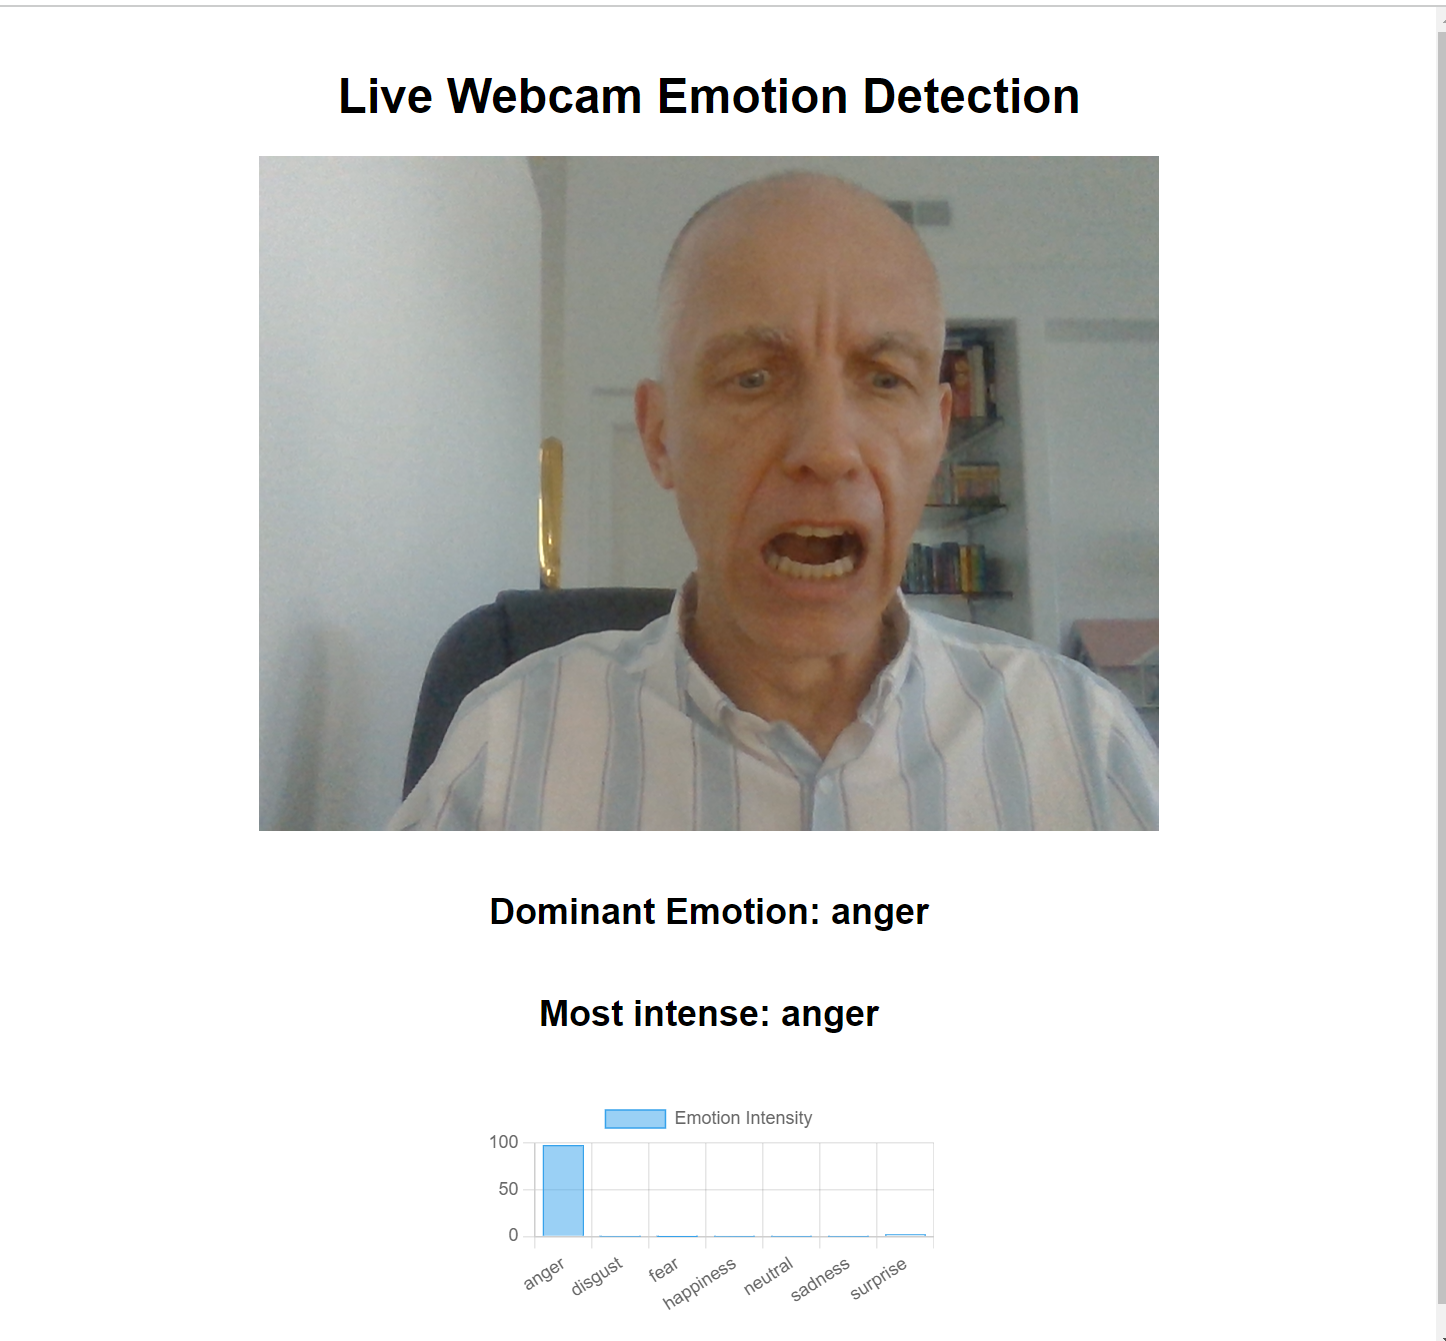 Live Webcam Emotion Detection
Dominant Emotion: anger
Most intense: anger
Emotion Intensity
100
50
0
anger
disgust
fear
happiness
neutral
sadness
surprise